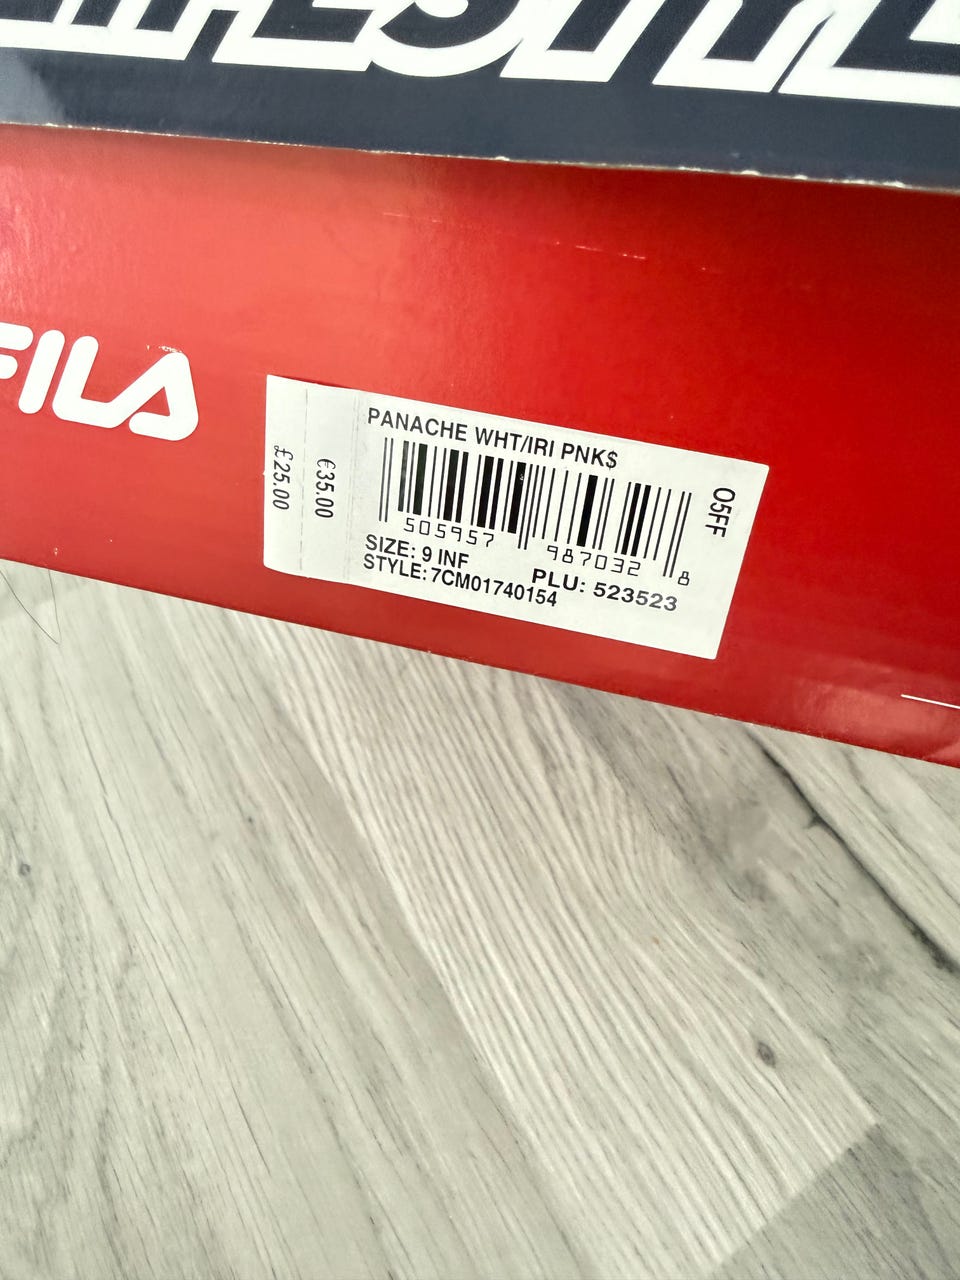 LIFESTYLE
FILA
£25.00
€35.00
PANACHE WHT/IRI PNK$
505957 987032 8
O5FF
SIZE: 9 INF
PLU: 523523
STYLE: 7CM01740154